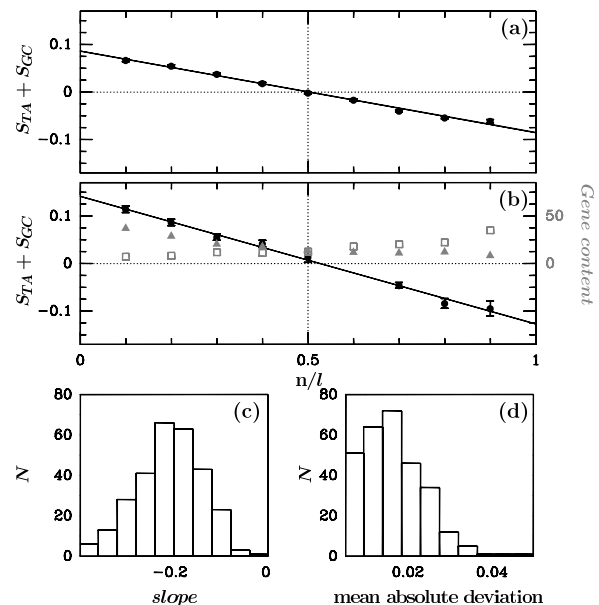 (a)
0.1
0
−0.1
S_TA + S_GC
(b)
0.1
0
−0.1
S_TA + S_GC
50
0
Gene content
0
0.5
1
n/l
(c)
80
60
40
20
0
N
−0.2
0
slope
(d)
80
60
40
20
0
N
0.02
0.04
mean absolute deviation